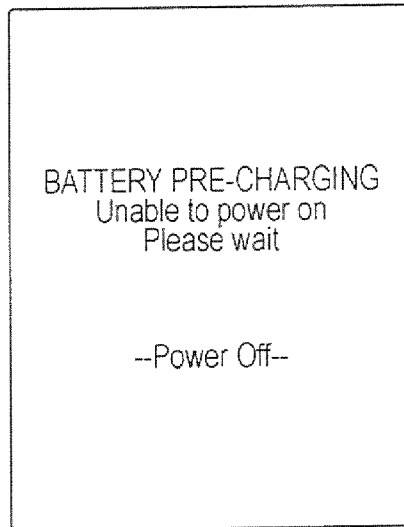 BATTERY PRE-CHARGING
Unable to power on
Please wait
--Power Off--